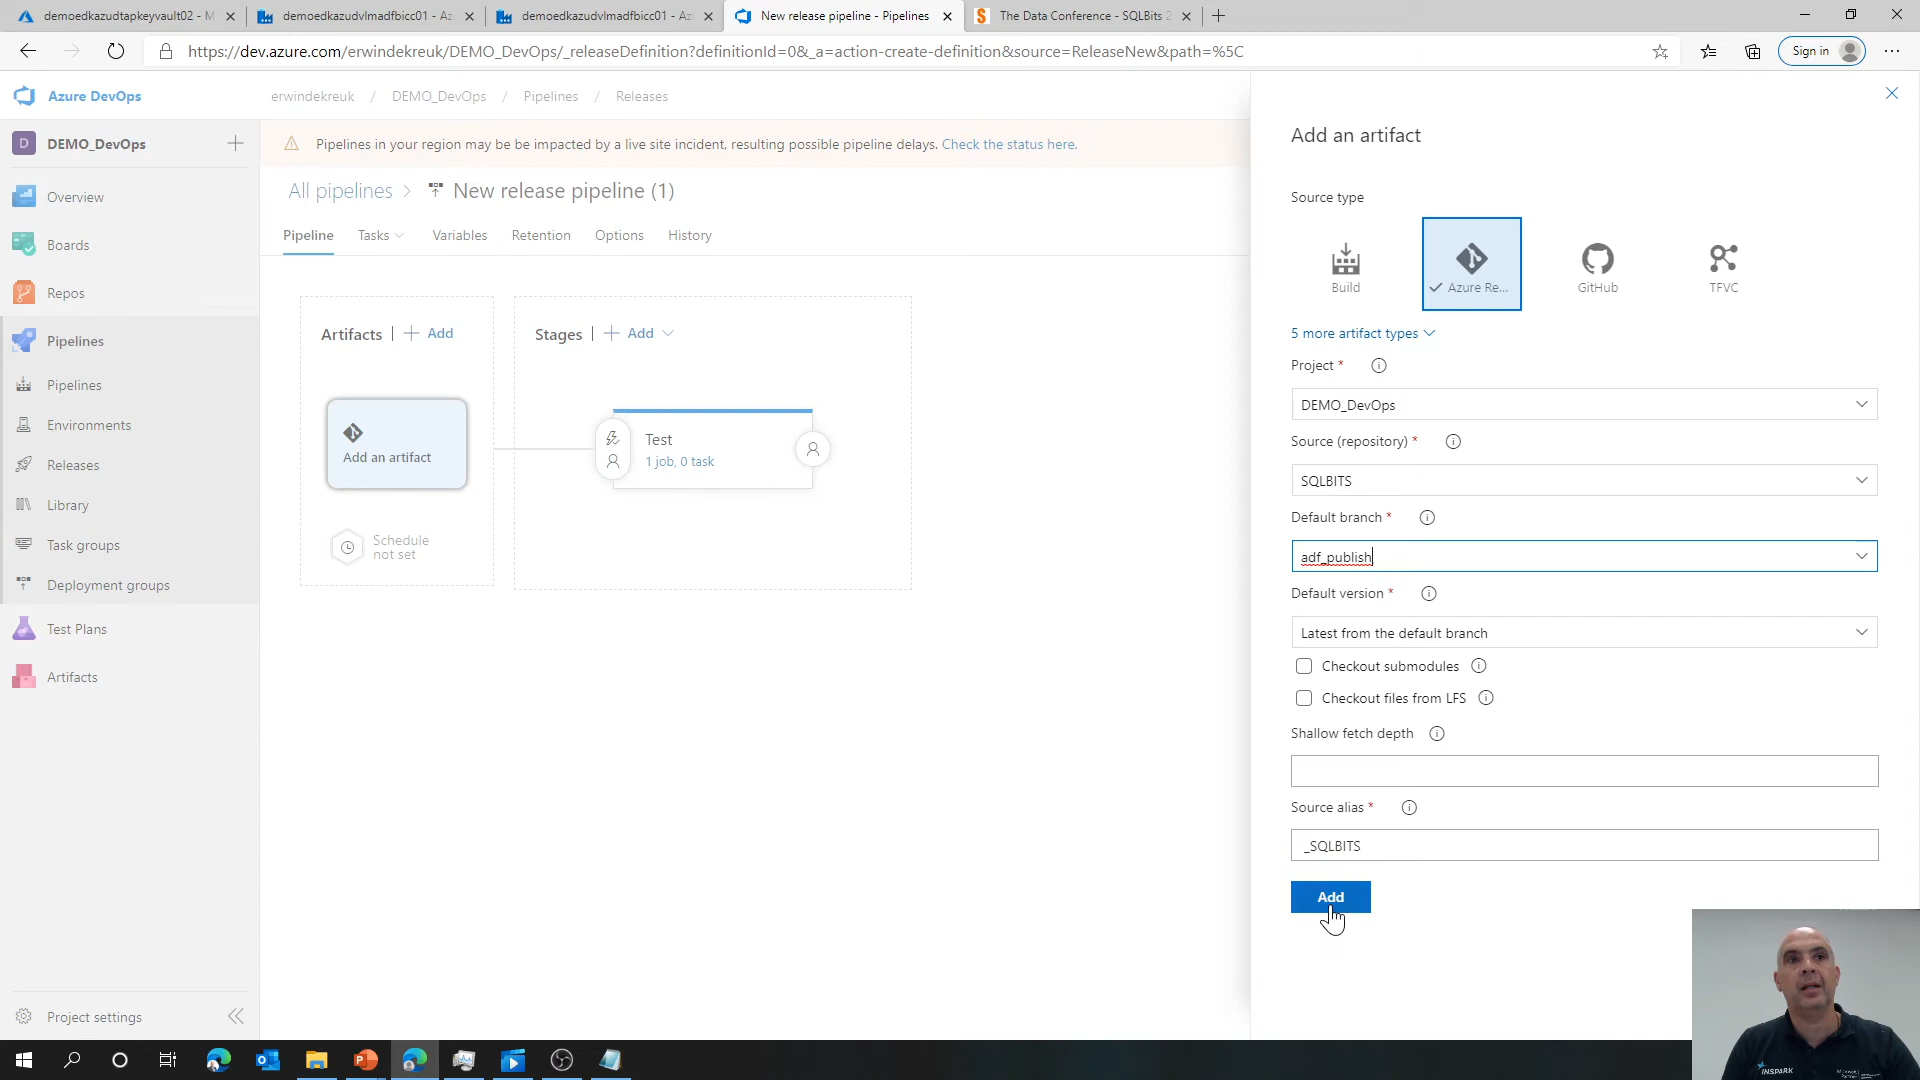 demoedkazudtapkeyvault02 - M
demoedkazudvlmadfbicc01 - Az
demoedkazudvlmadfbicc01 - Az
New release pipeline - Pipelines
The Data Conference - SQLBits 2
https://dev.azure.com/erwindekreuk/DEMO_DevOps/_releaseDefinition?definitionId=0&_a=action-create-definition&source=ReleaseNew&path=%5C
Sign in
Azure DevOps
erwindekreuk / DEMO_DevOps / Pipelines / Releases
D DEMO_DevOps
Overview
Boards
Repos
Pipelines
Pipelines
Environments
Releases
Library
Task groups
Deployment groups
Test Plans
Artifacts
Project settings
Pipelines in your region may be be impacted by a live site incident, resulting possible pipeline delays. Check the status here.
All pipelines > New release pipeline (1)
Pipeline Tasks Variables Retention Options History
Artifacts | + Add
Add an artifact
Schedule
not set
Stages | + Add
Test
1 job, 0 task
Add an artifact
Source type
Build
Azure Re...
GitHub
TFVC
5 more artifact types
Project *
DEMO_DevOps
Source (repository) *
SQLBITS
Default branch *
adf_publish
Default version *
Latest from the default branch
Checkout submodules
Checkout files from LFS
Shallow fetch depth
Source alias *
_SQLBITS
Add
INSPARK